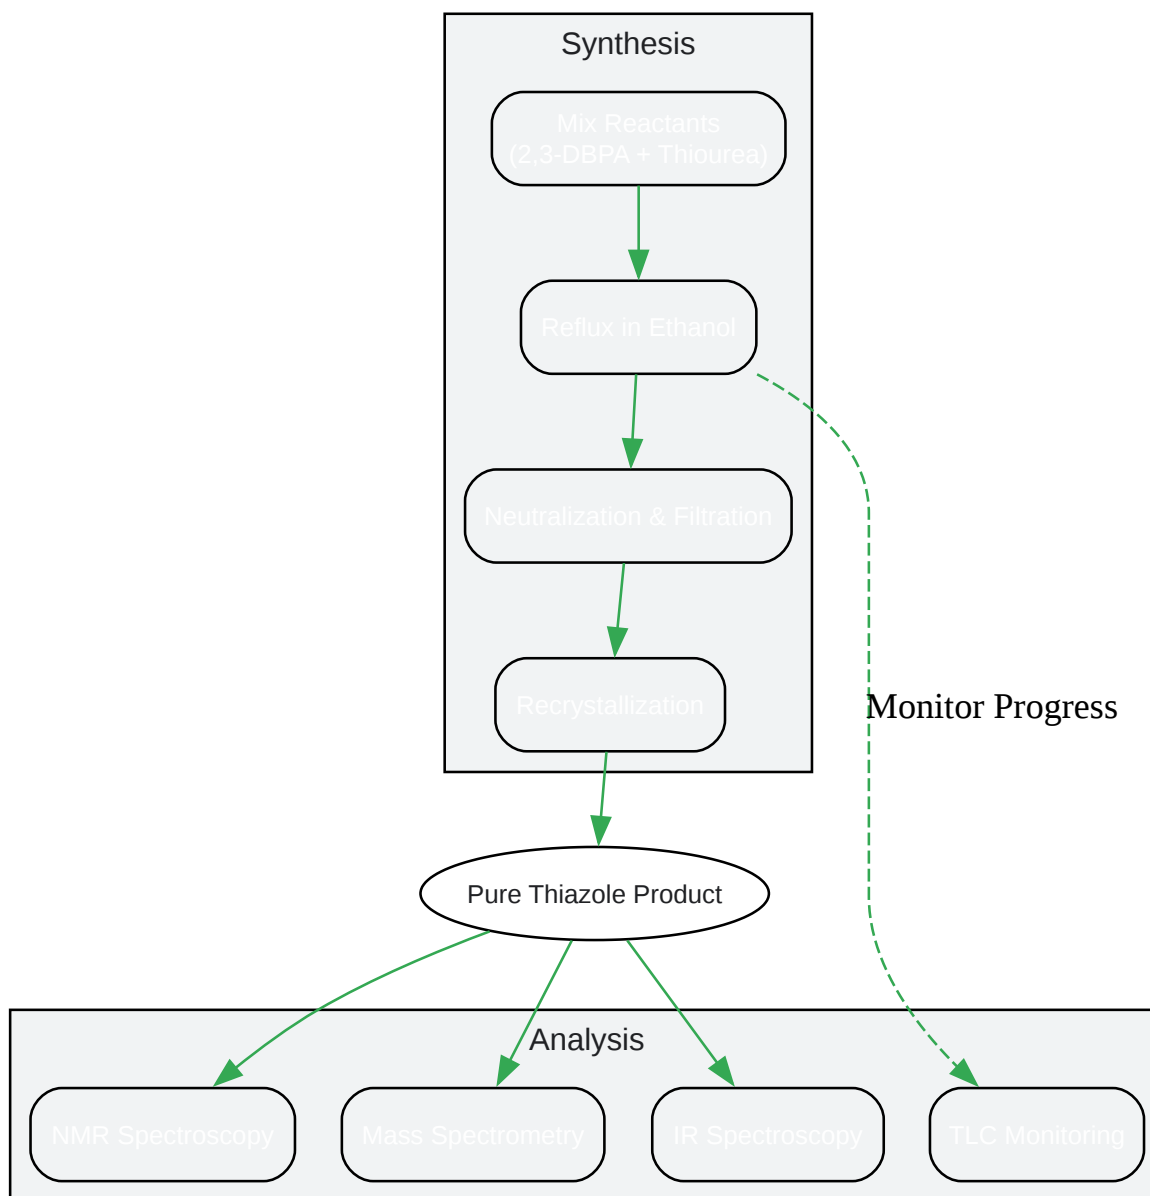 Synthesis
Mix Reactants
(2,3-DBPA + Thiourea)
Reflux in Ethanol
Neutralization & Filtration
Recrystallization
Monitor Progress
Pure Thiazole Product
Analysis
NMR Spectroscopy
Mass Spectrometry
IR Spectroscopy
TLC Monitoring